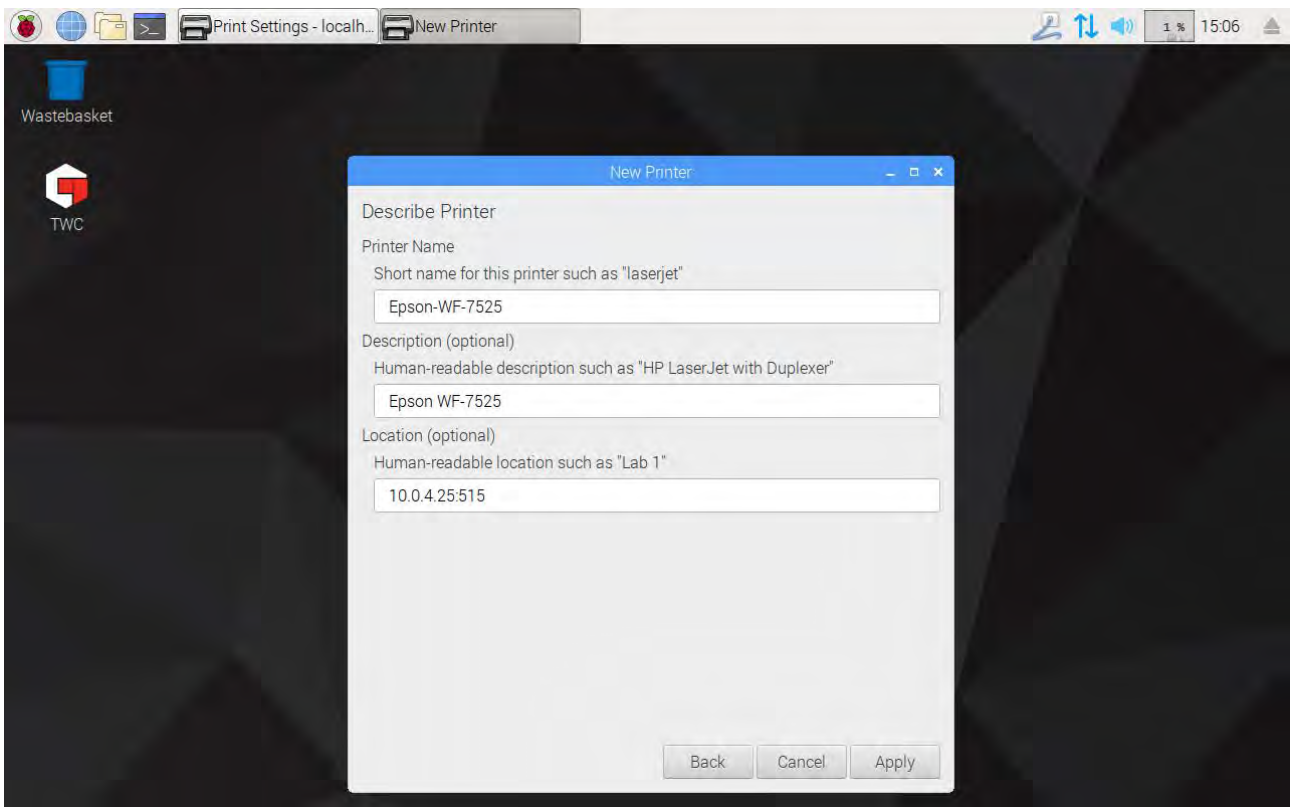 Print Settings - localh...
New Printer
1 %
15:06
Wastebasket
TWC
New Printer
Describe Printer
Printer Name
Short name for this printer such as "laserjet"
Epson-WF-7525
Description (optional)
Human-readable description such as "HP LaserJet with Duplexer"
Epson WF-7525
Location (optional)
Human-readable location such as "Lab 1"
10.0.4.25:515
Back
Cancel
Apply